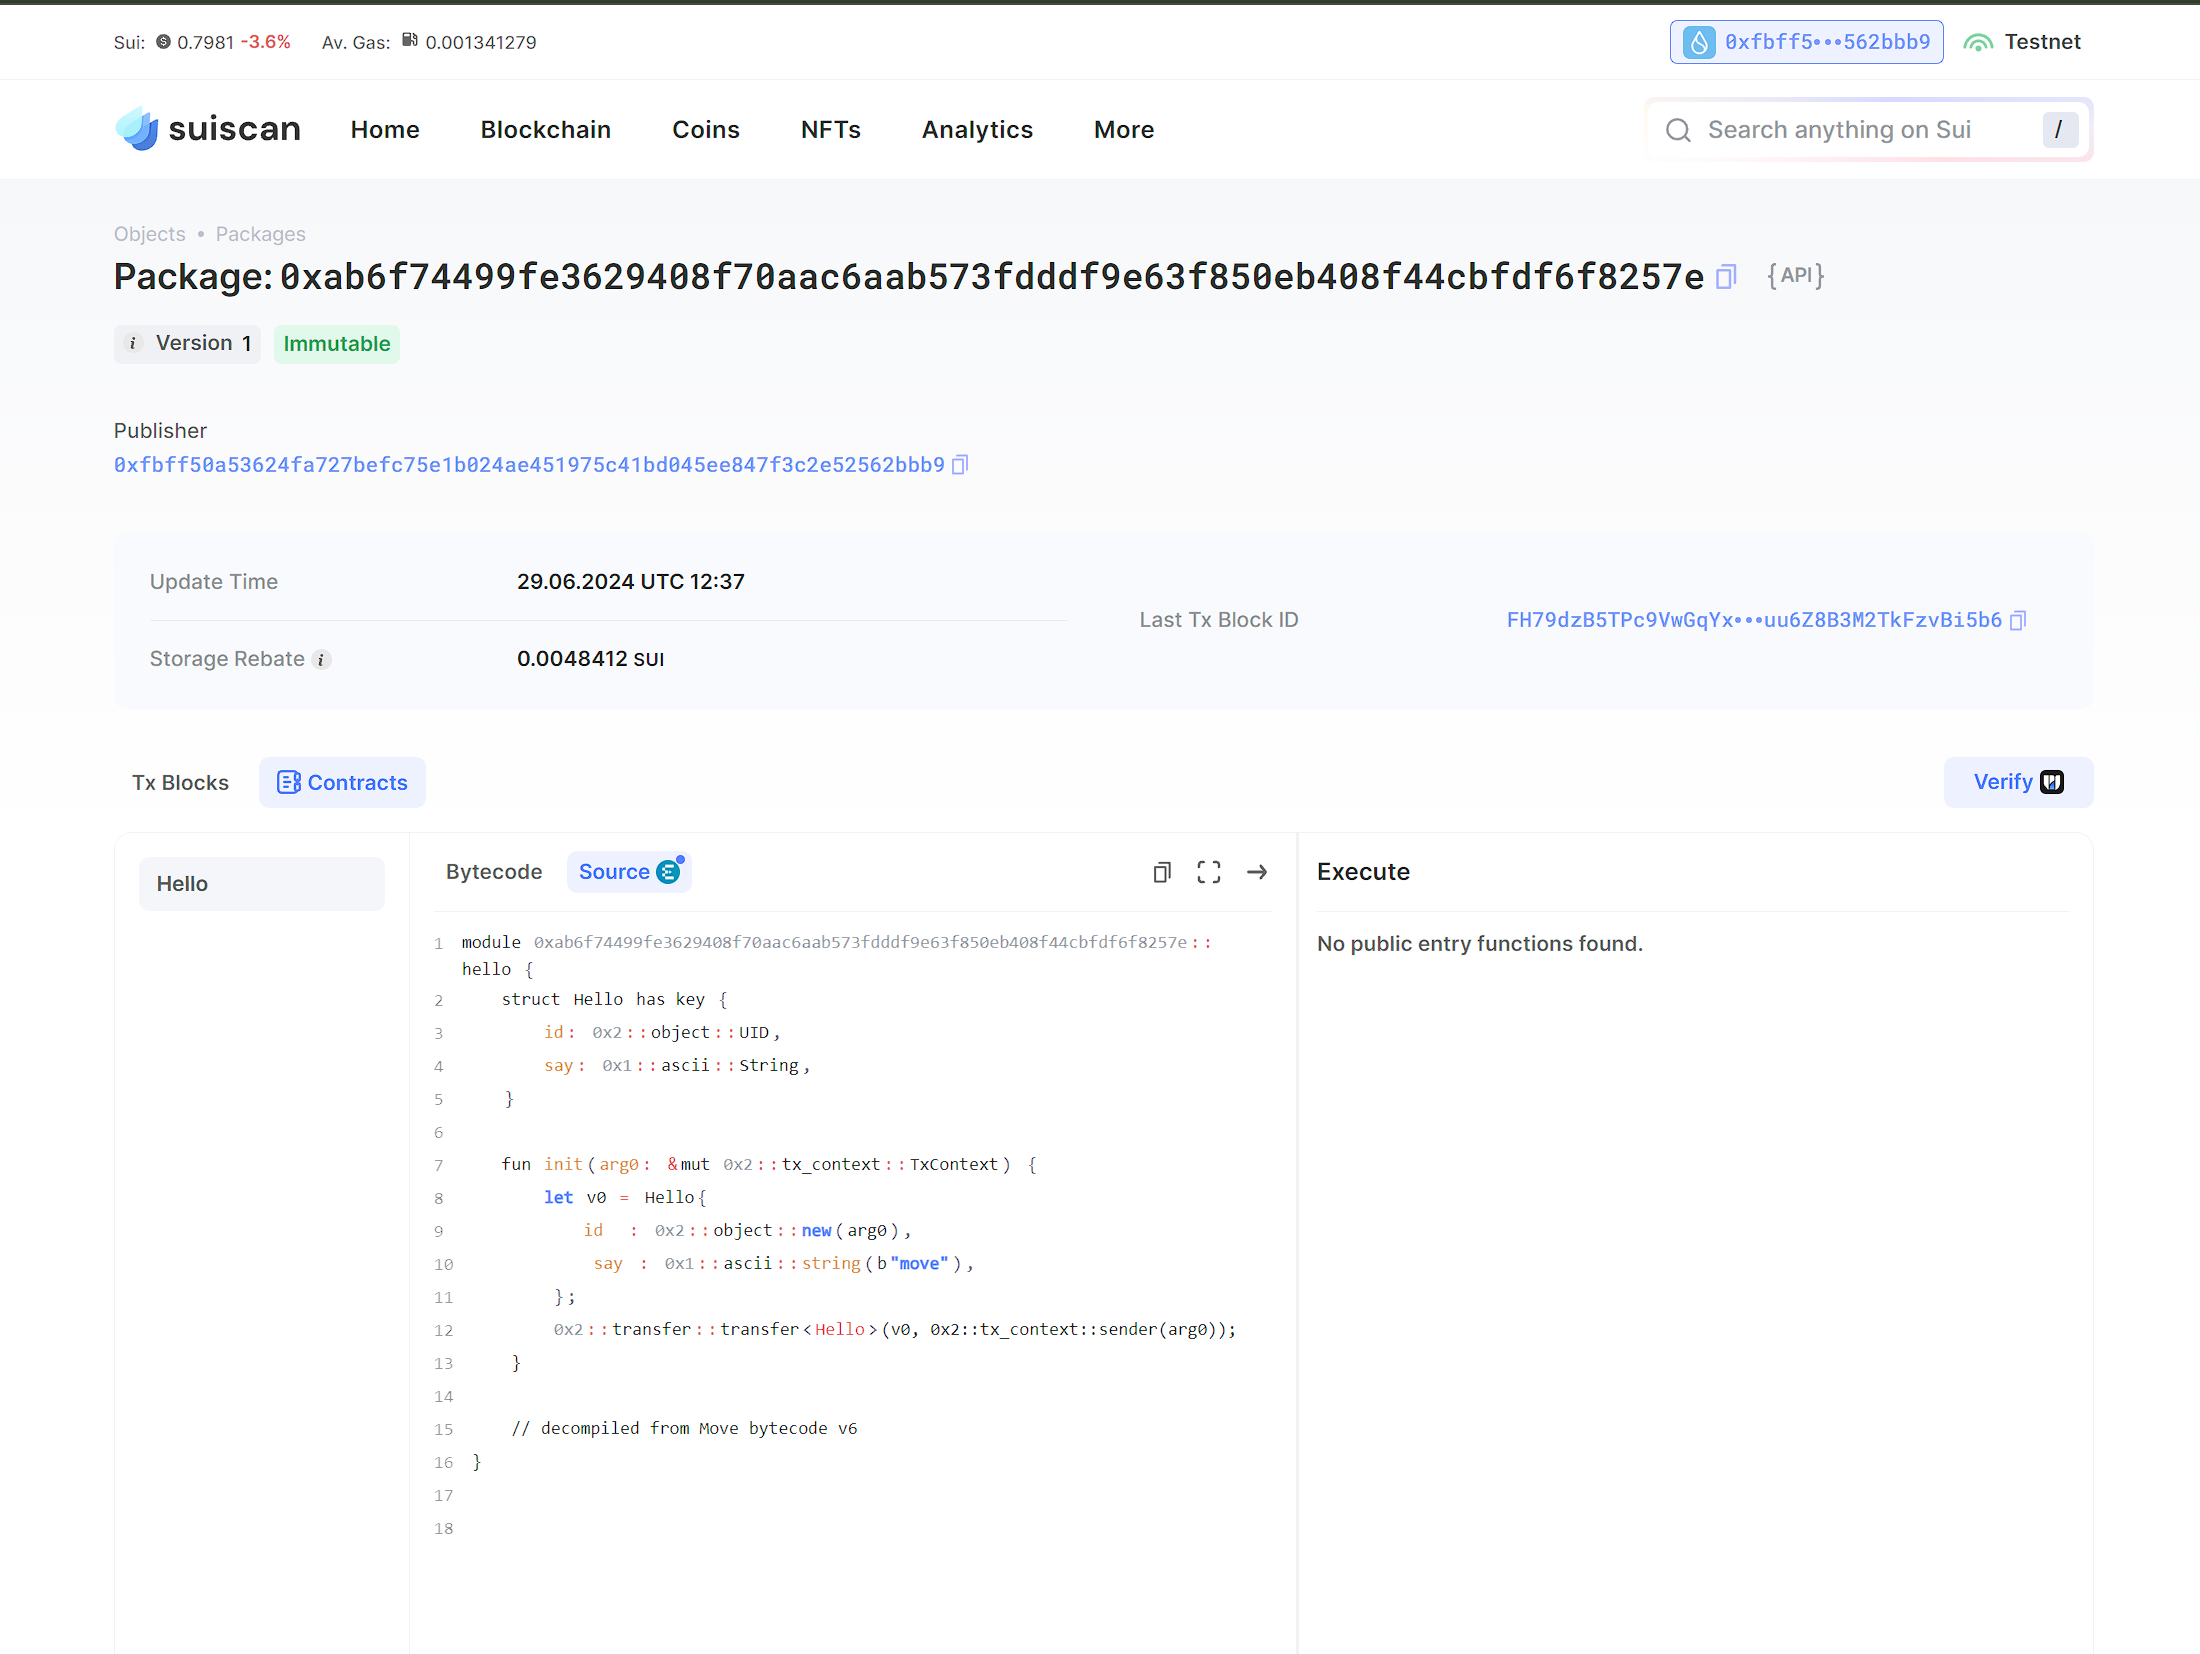 Sui: 0.7981 -3.6% Av. Gas: 0.001341279
0xfbff5•••562bbb9 Testnet
suiscan Home Blockchain Coins NFTs Analytics More Search anything on Sui /
Objects • Packages
Package: 0xab6f74499fe3629408f70aac6aab573fdddf9e63f850eb408f44cbfdf6f8257e {API}
i Version 1 Immutable
Publisher
0xfbff50a53624fa727befc75e1b024ae451975c41bd045ee847f3c2e52562bbb9
Update Time 29.06.2024 UTC 12:37
Last Tx Block ID FH79dzB5TPc9VwGqYx•••uu6Z8B3M2TkFzvBi5b6
Storage Rebate i 0.0048412 SUI
Tx Blocks Contracts Verify
Hello
Bytecode Source
Execute
No public entry functions found.
1 module 0xab6f74499fe3629408f70aac6aab573fdddf9e63f850eb408f44cbfdf6f8257e::
hello {
2 struct Hello has key {
3 id: 0x2::object::UID,
4 say: 0x1::ascii::String,
5 }
6
7 fun init(arg0: &mut 0x2::tx_context::TxContext) {
8 let v0 = Hello{
9 id : 0x2::object::new(arg0),
10 say : 0x1::ascii::string(b"move"),
11 };
12 0x2::transfer::transfer<Hello>(v0, 0x2::tx_context::sender(arg0));
13 }
14
15 // decompiled from Move bytecode v6
16 }
17
18